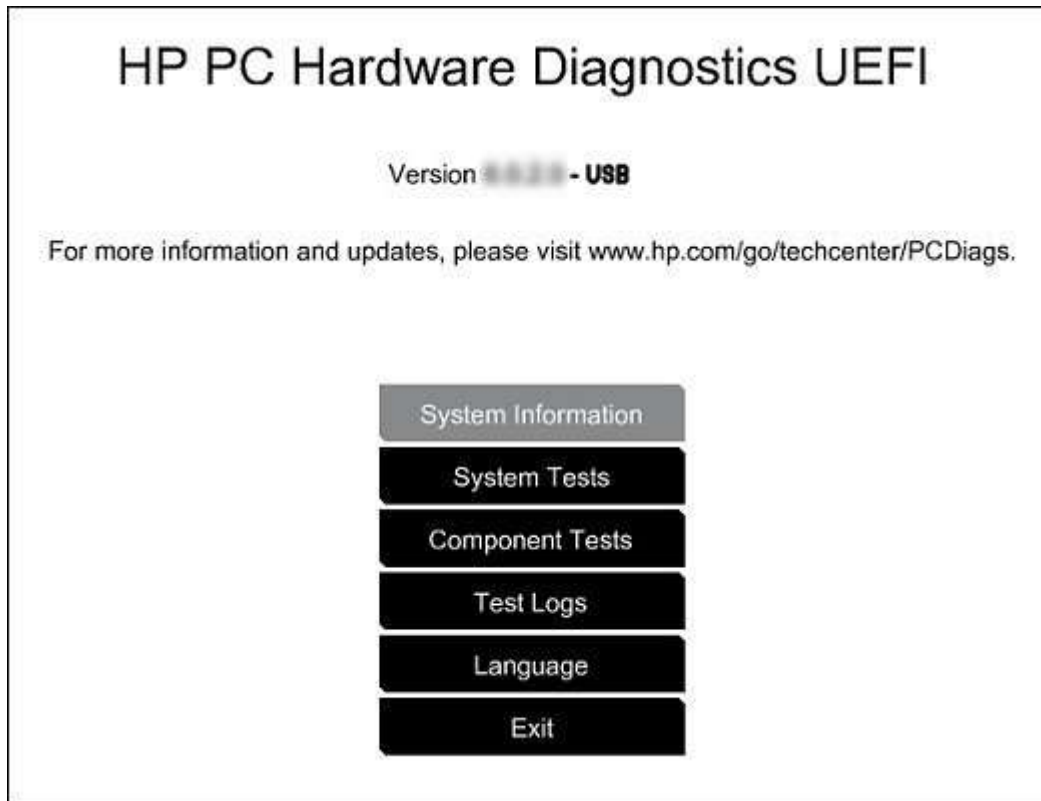 HP PC Hardware Diagnostics UEFI
Version - USB
For more information and updates, please visit www.hp.com/go/techcenter/PCDiags.
System Information
System Tests
Component Tests
Test Logs
Language
Exit